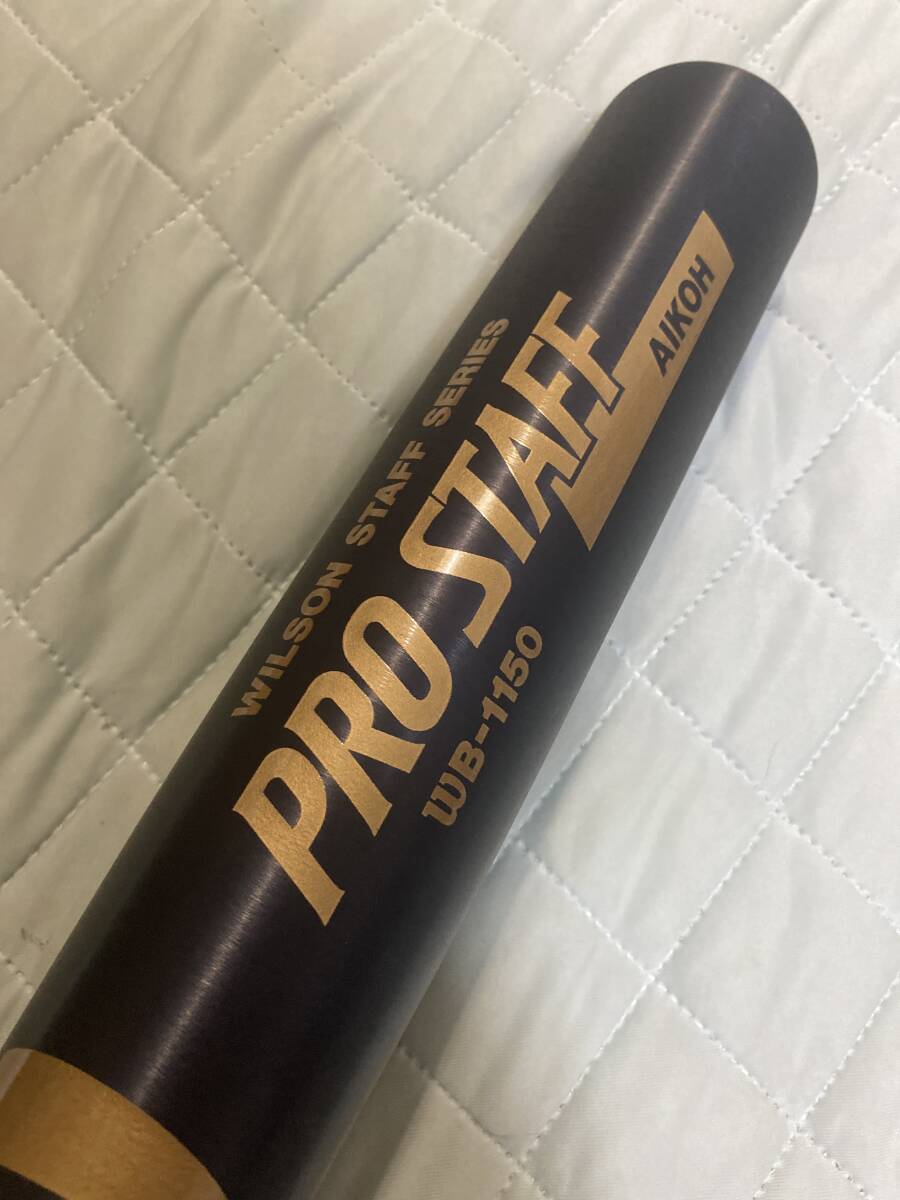 WILSON STAFF SERIES
PRO STAFF
AIKOH
WB-1150